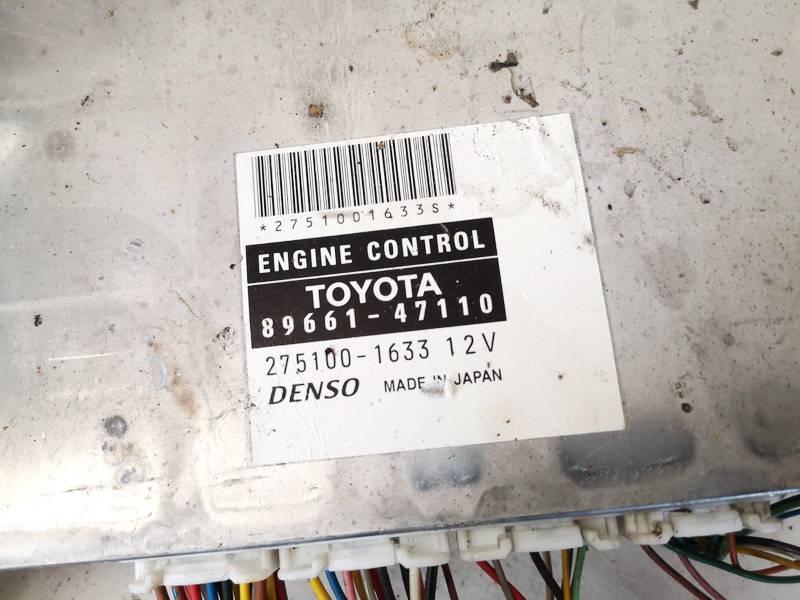 *2751001633S*
ENGINE CONTROL
TOYOTA
89661-47110
275100-1633 12V
DENSO MADE IN JAPAN